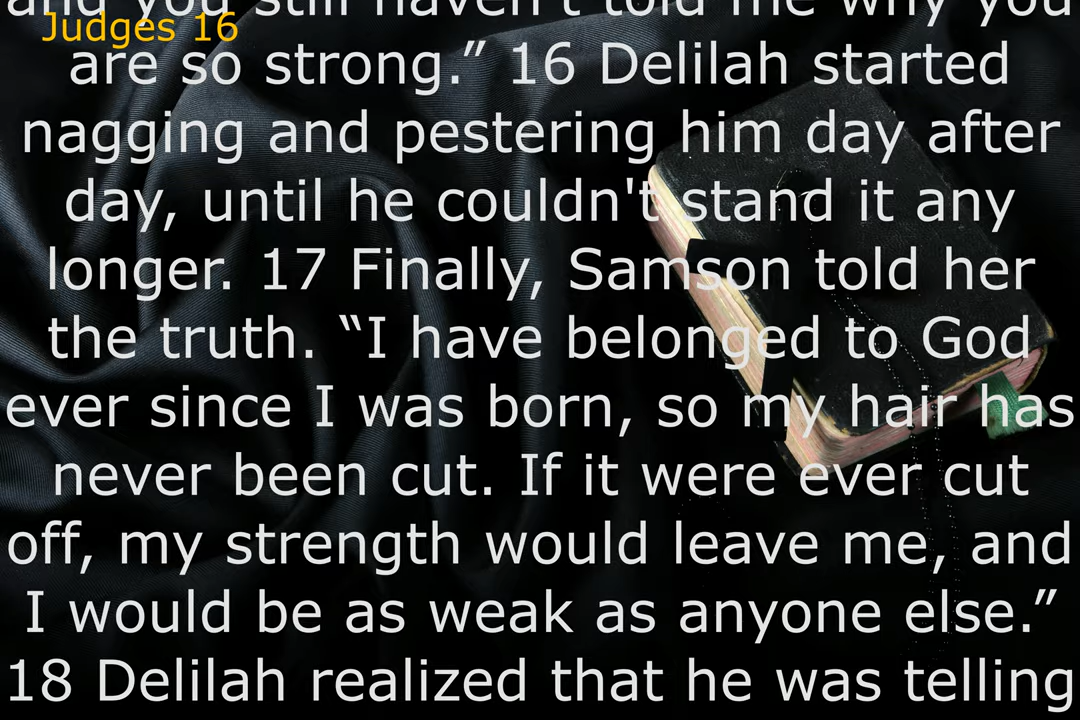 and you still haven't told me why you
Judges 16
are so strong.” 16 Delilah started
nagging and pestering him day after
day, until he couldn't stand it any
longer. 17 Finally, Samson told her
the truth. “I have belonged to God
ever since I was born, so my hair has
never been cut. If it were ever cut
off, my strength would leave me, and
I would be as weak as anyone else.”
18 Delilah realized that he was telling